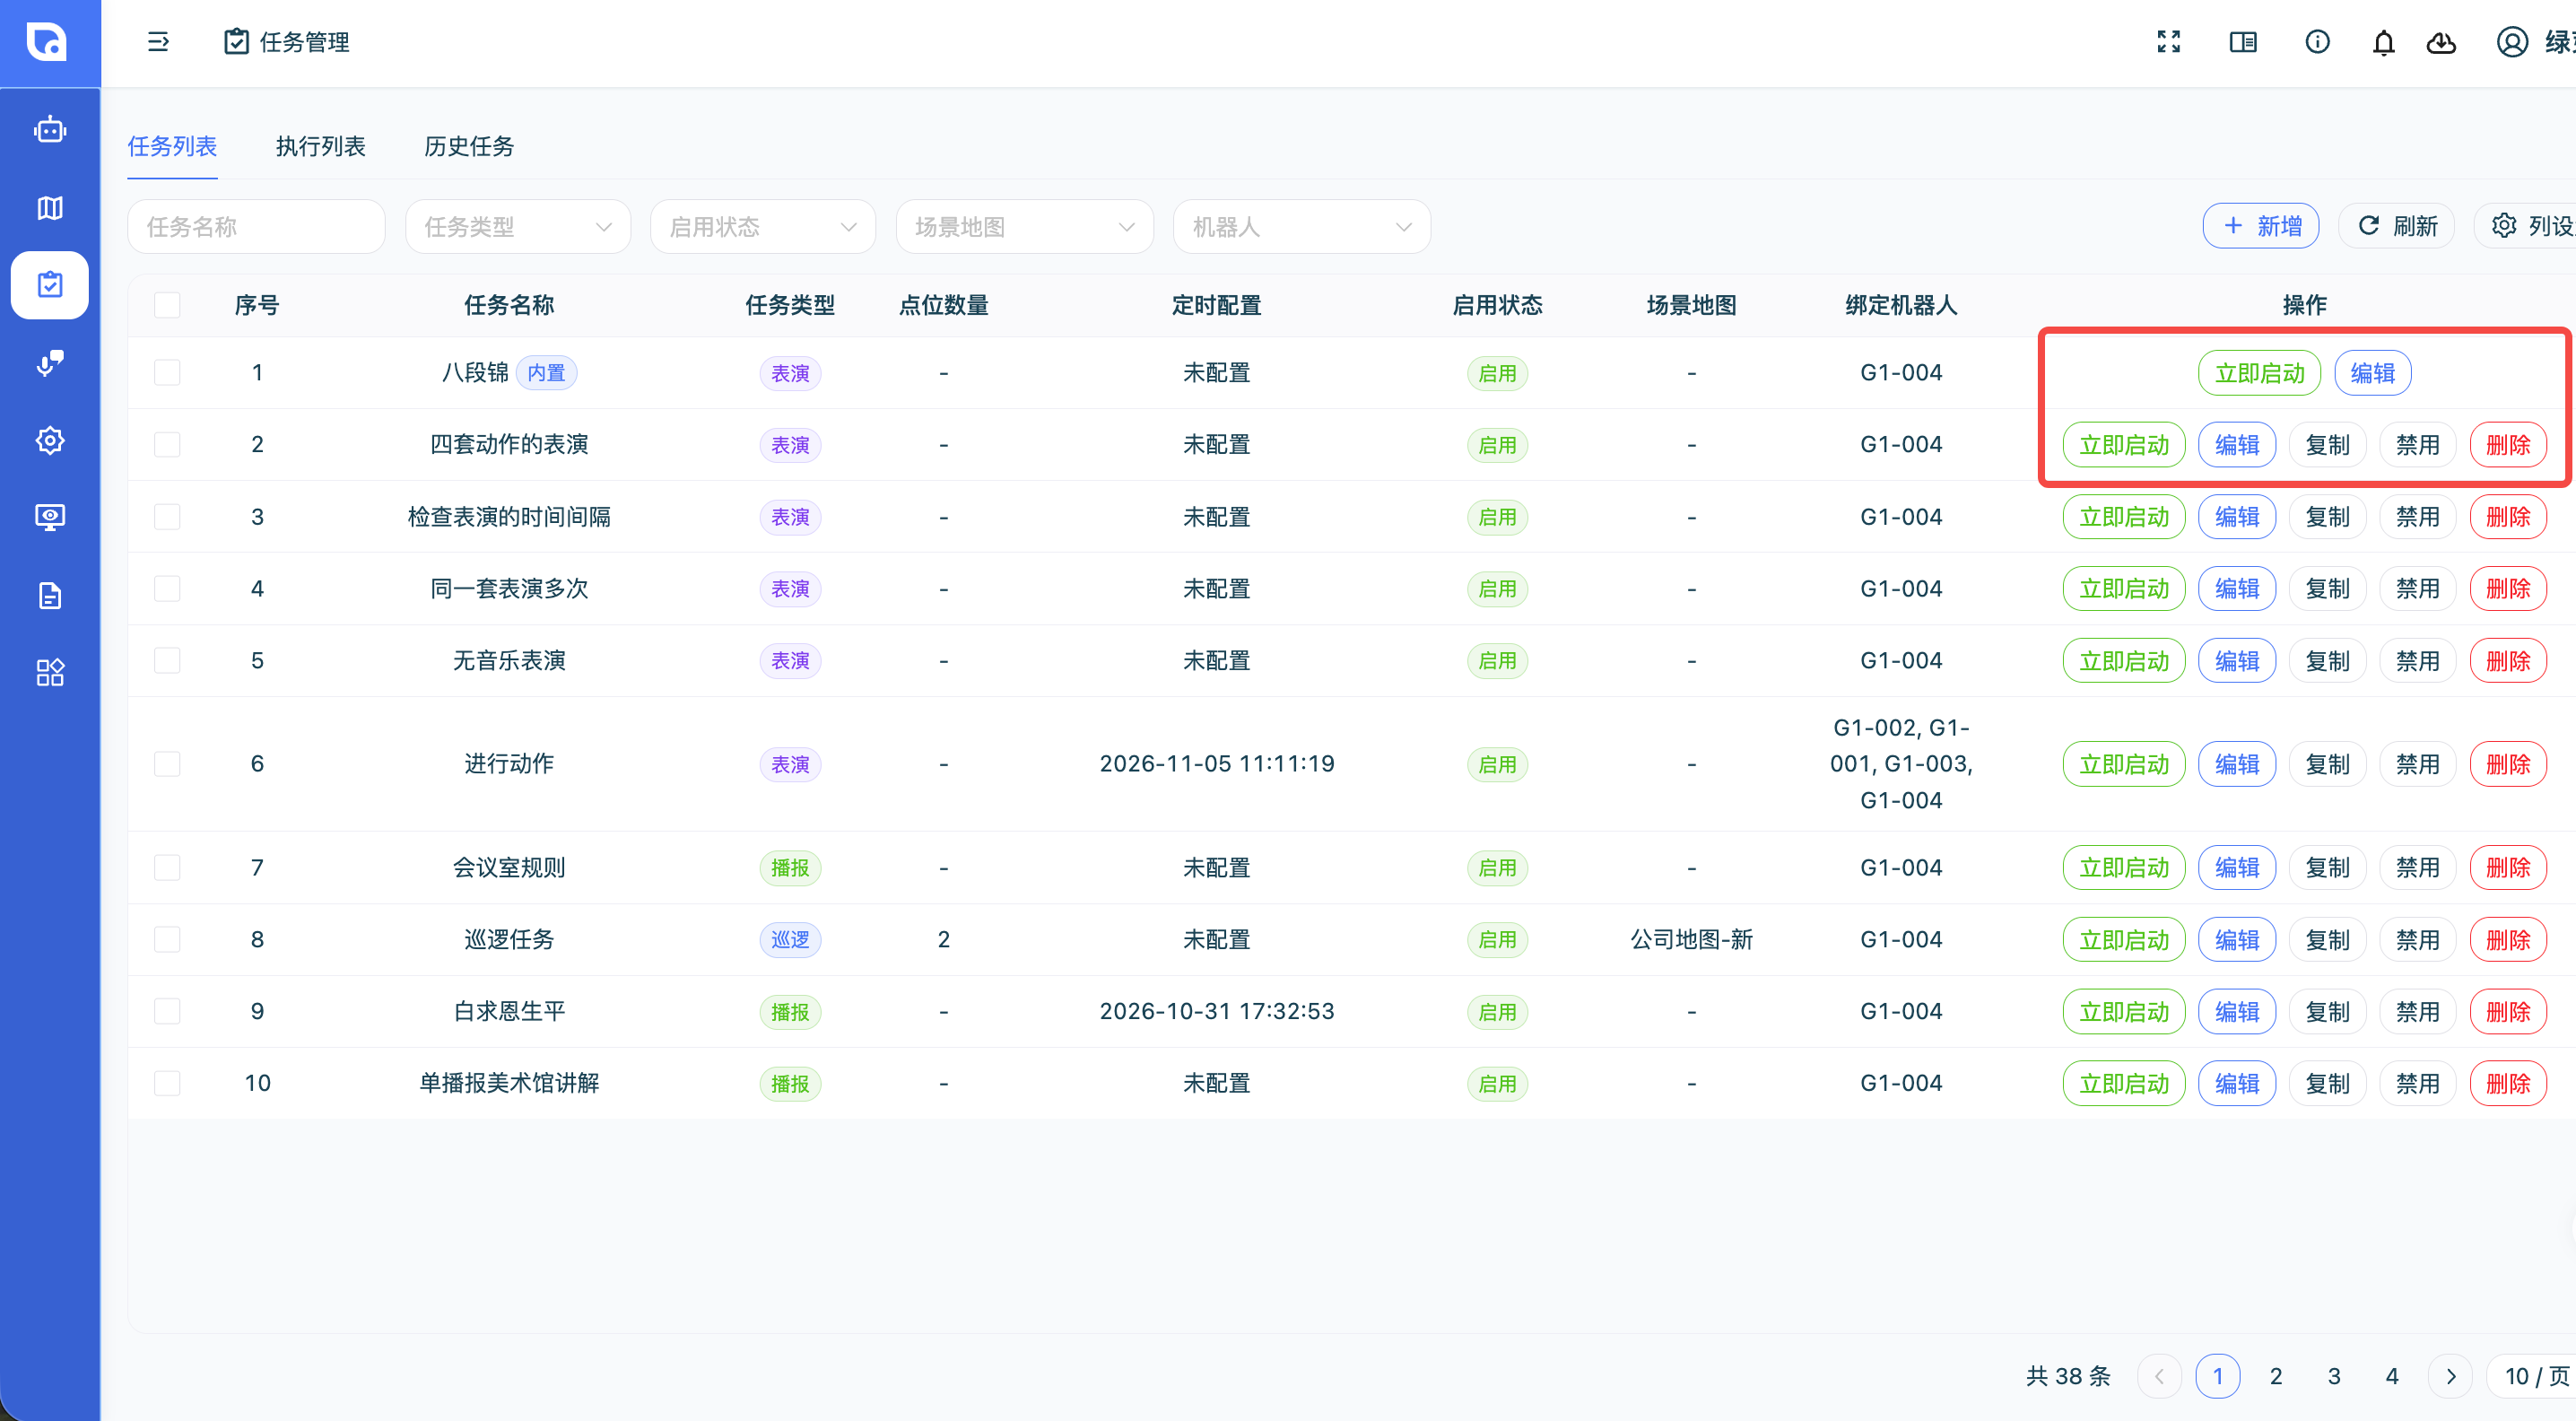 任务管理
绿
任务列表 执行列表 历史任务
任务名称 任务类型 启用状态 场景地图 机器人 新增 刷新 列设
序号 任务名称 任务类型 点位数量 定时配置 启用状态 场景地图 绑定机器人 操作
1 八段锦 内置 表演 - 未配置 启用 - G1-004 立即启动 编辑
2 四套动作的表演 表演 - 未配置 启用 - G1-004 立即启动 编辑 复制 禁用 删除
3 检查表演的时间间隔 表演 - 未配置 启用 - G1-004 立即启动 编辑 复制 禁用 删除
4 同一套表演多次 表演 - 未配置 启用 - G1-004 立即启动 编辑 复制 禁用 删除
5 无音乐表演 表演 - 未配置 启用 - G1-004 立即启动 编辑 复制 禁用 删除
G1-002, G1-
6 进行动作 表演 - 2026-11-05 11:11:19 启用 - 001, G1-003, 立即启动 编辑 复制 禁用 删除
G1-004
7 会议室规则 播报 - 未配置 启用 - G1-004 立即启动 编辑 复制 禁用 删除
8 巡逻任务 巡逻 2 未配置 启用 公司地图-新 G1-004 立即启动 编辑 复制 禁用 删除
9 白求恩生平 播报 - 2026-10-31 17:32:53 启用 - G1-004 立即启动 编辑 复制 禁用 删除
10 单播报美术馆讲解 播报 - 未配置 启用 - G1-004 立即启动 编辑 复制 禁用 删除
共 38 条 1 2 3 4 10 / 页